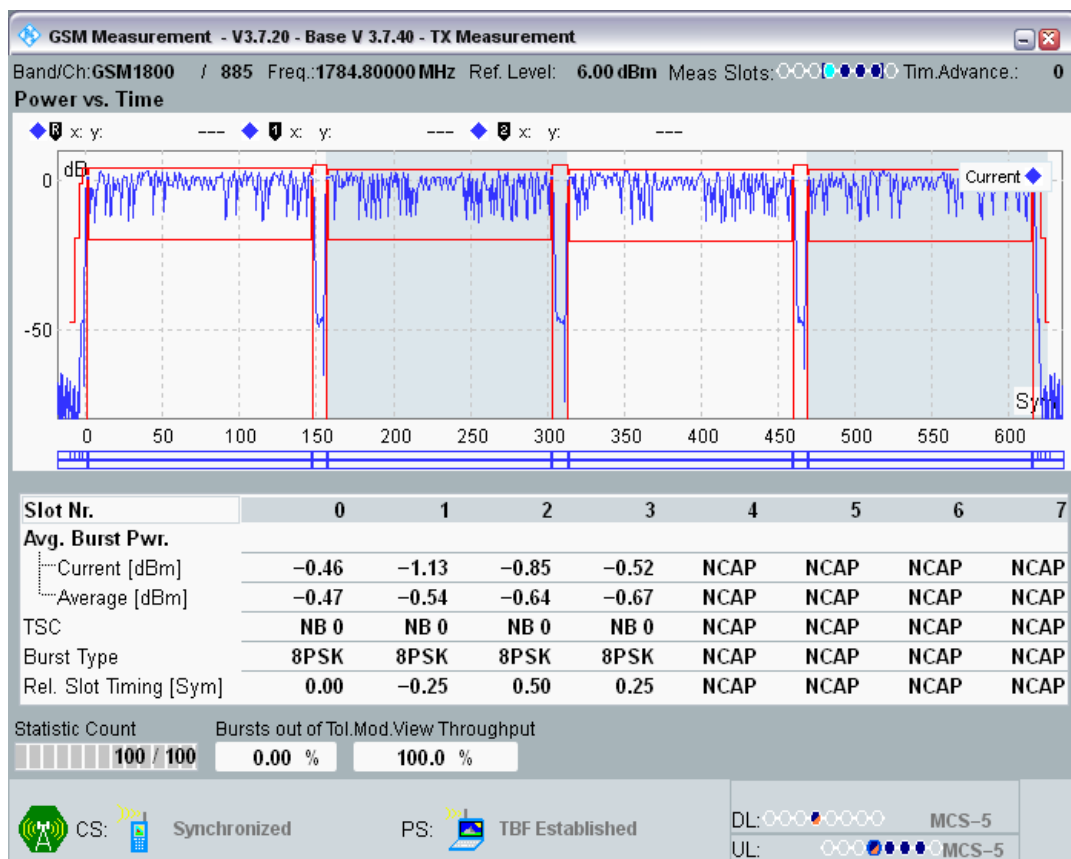 GSM Measurement - V3.7.20 - Base V 3.7.40 - TX Measurement
Band/Ch:GSM1800 / 885 Freq.:1784.80000 MHz Ref. Level: 6.00 dBm Meas Slots: Tim.Advance.: 0
Power vs. Time
R x: y: --- 1 x: y: --- 2 x: y: ---
dB
Current
0
-50
Sym
0 50 100 150 200 250 300 350 400 450 500 550 600
Slot Nr. 0 1 2 3 4 5 6 7
Avg. Burst Pwr.
Current [dBm] −0.46 −1.13 −0.85 −0.52 NCAP NCAP NCAP NCAP
Average [dBm] −0.47 −0.54 −0.64 −0.67 NCAP NCAP NCAP NCAP
TSC NB 0 NB 0 NB 0 NB 0 NCAP NCAP NCAP NCAP
Burst Type 8PSK 8PSK 8PSK 8PSK NCAP NCAP NCAP NCAP
Rel. Slot Timing [Sym] 0.00 −0.25 0.50 0.25 NCAP NCAP NCAP NCAP
Statistic Count Bursts out of Tol.Mod.View Throughput
100 / 100 0.00 % 100.0 %
CS: Synchronized PS: TBF Established
DL: MCS−5
UL: MCS−5